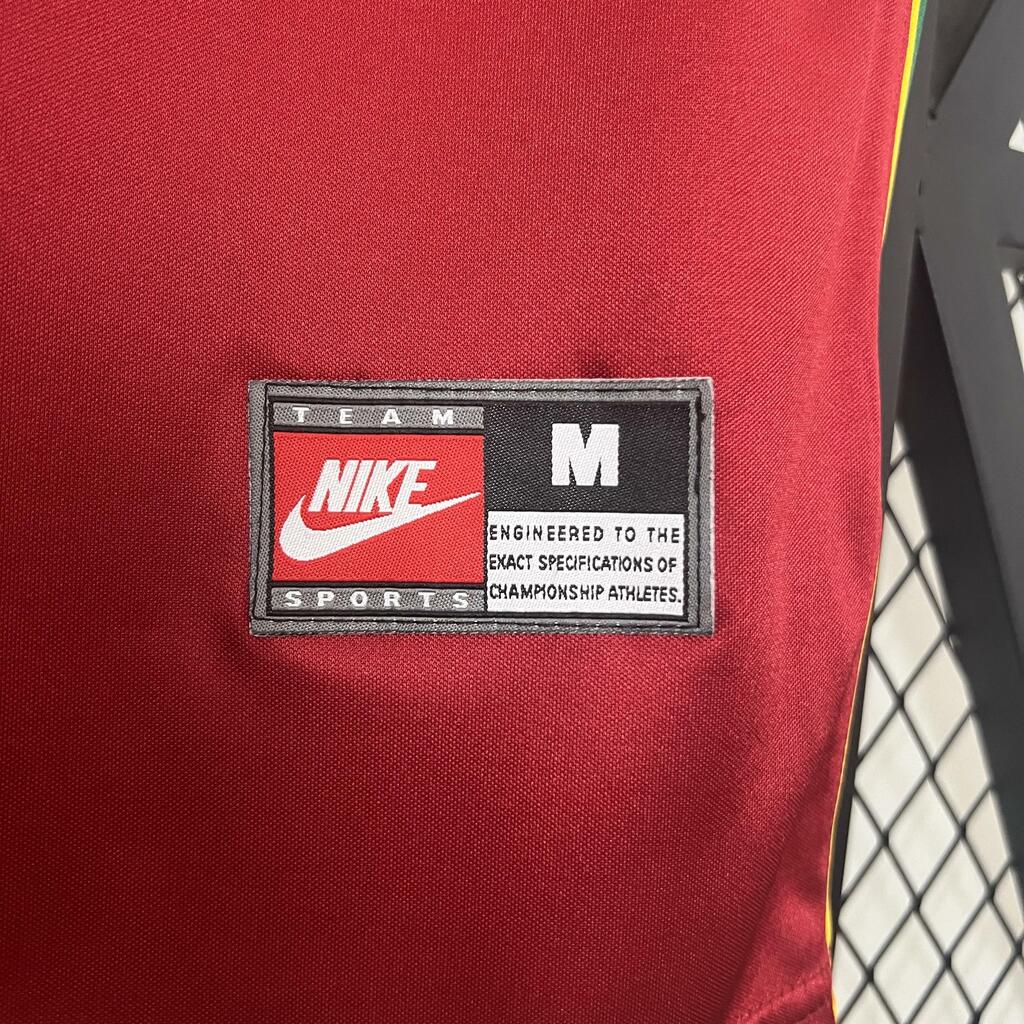 TEAM
NIKE
SPORTS
M
ENGINEERED TO THE
EXACT SPECIFICATIONS OF
CHAMPIONSHIP ATHLETES.